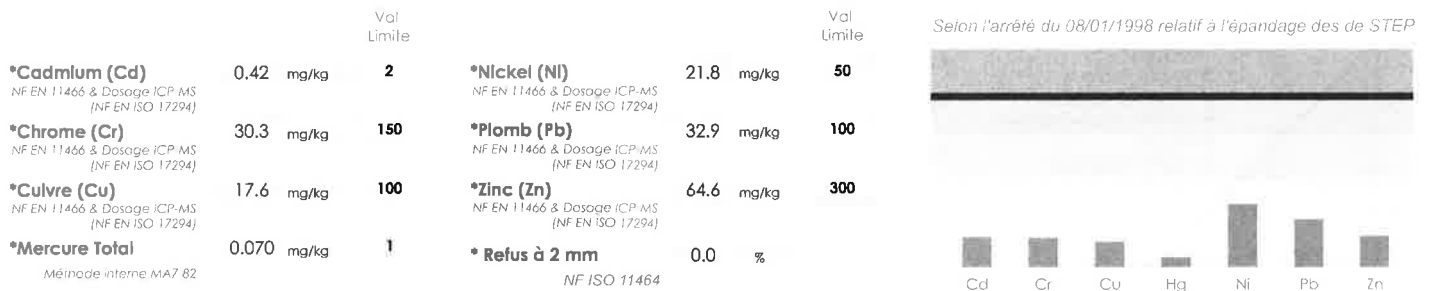 Val
Limite
*Cadmium (Cd) 0.42 mg/kg 2
NF EN 11466 & Dosage ICP-MS
(NF EN ISO 17294)
*Chrome (Cr) 30.3 mg/kg 150
NF EN 11466 & Dosage ICP-MS
(NF EN ISO 17294)
*Cuivre (Cu) 17.6 mg/kg 100
NF EN 11466 & Dosage ICP-MS
(NF EN ISO 17294)
*Mercure Total 0.070 mg/kg 1
Méthode interne MA7 82
Val
Limite
*Nickel (Ni) 21.8 mg/kg 50
NF EN 11466 & Dosage ICP-MS
(NF EN ISO 17294)
*Plomb (Pb) 32.9 mg/kg 100
NF EN 11466 & Dosage ICP-MS
(NF EN ISO 17294)
*Zinc (Zn) 64.6 mg/kg 300
NF EN 11466 & Dosage ICP-MS
(NF EN ISO 17294)
* Refus à 2 mm 0.0 %
NF ISO 11464
Selon l'arrêté du 08/01/1998 relatif à l'épandage des de STEP
Cd Cr Cu Hg Ni Pb Zn